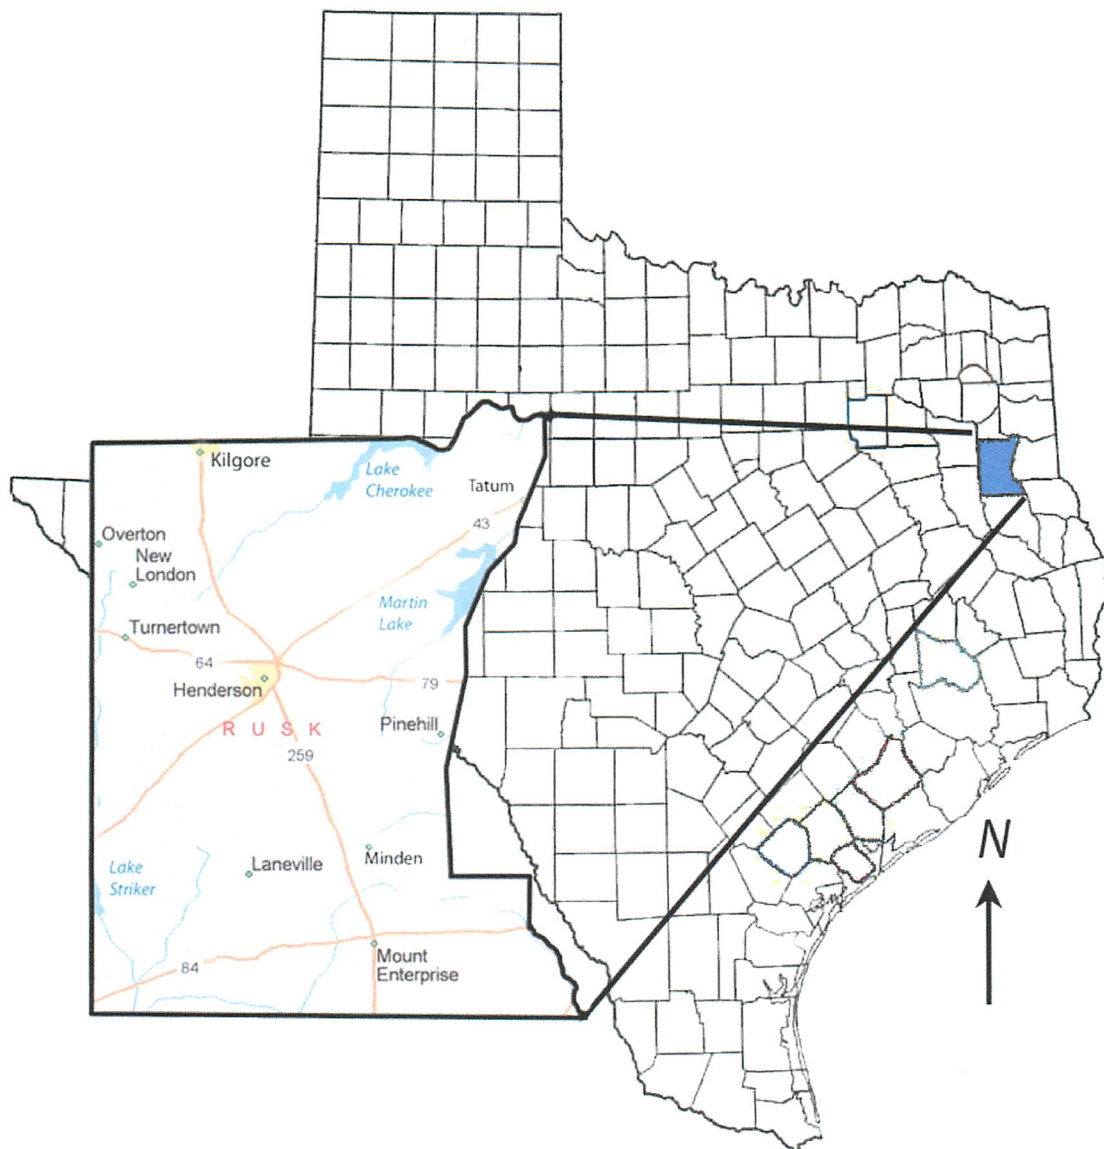 Kilgore
Lake
Cherokee
Tatum
43
Overton
New
London
Martin
Lake
Turnertown
64
Henderson
79
RUSK
Pinehill
259
Minden
Laneville
Lake
Striker
N
Mount
Enterprise
84